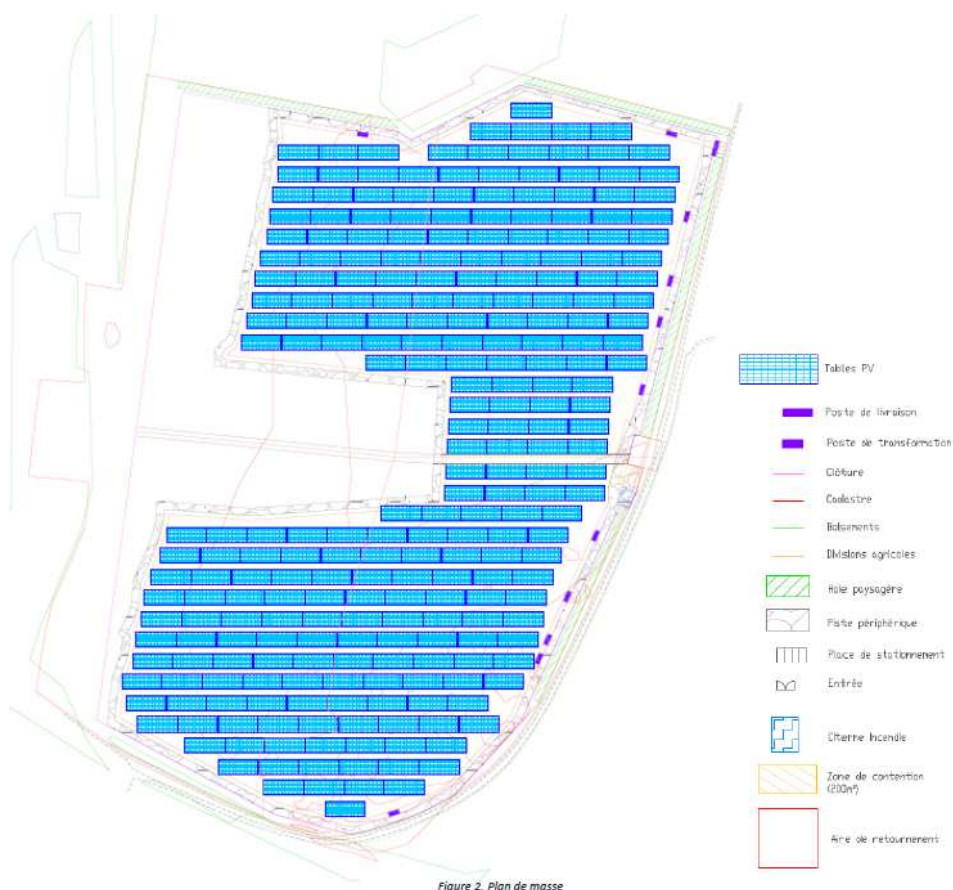 Tables PV
Poste de livraison
Poste de transformation
Clôture
Cadastre
Boisements
Divisions agricoles
Haie paysagère
Piste périphérique
Place de stationnement
Entrée
Citerne Incendie
Zone de contention
(200m²)
Aire de retournement
Figure 2. Plan de masse